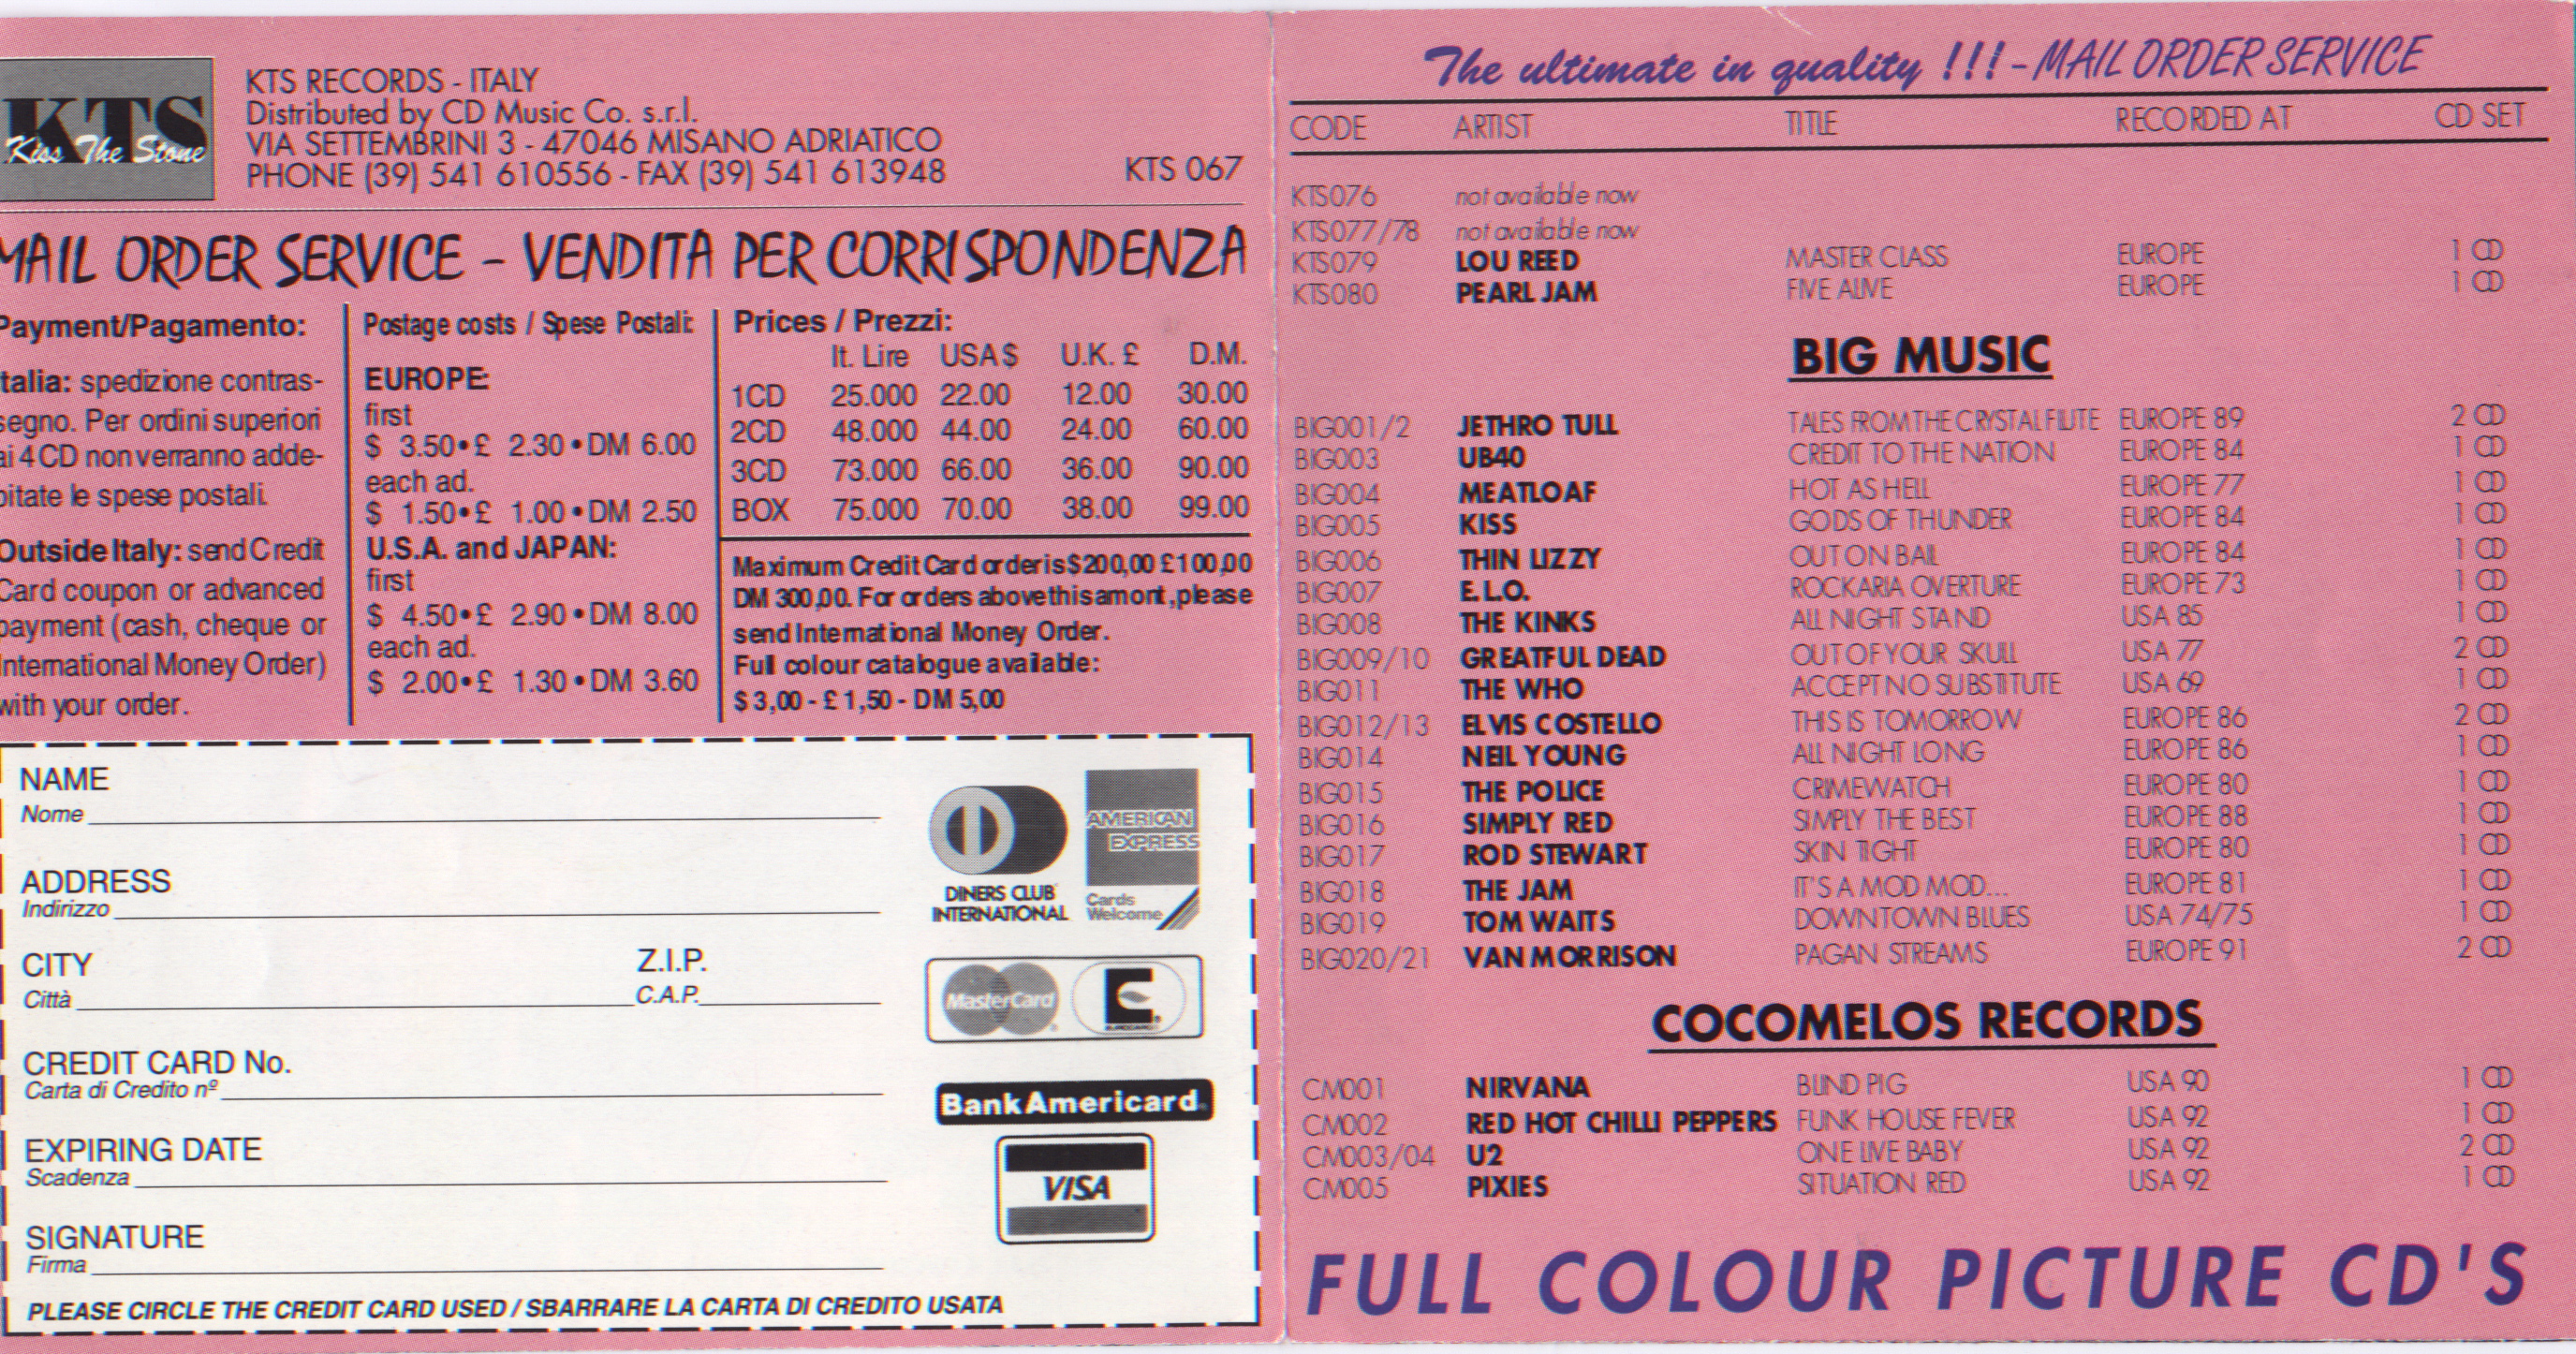 KTS
Kiss The Stone
KTS RECORDS - ITALY
Distributed by CD Music Co. s.r.l.
VIA SETTEMBRINI 3 - 47046 MISANO ADRIATICO
PHONE (39) 541 610556 - FAX (39) 541 613948
KTS 067
MAIL ORDER SERVICE - VENDITA PER CORRISPONDENZA
Payment/Pagamento:
Italia: spedizione contras-
segno. Per ordini superiori
ai 4 CD non verranno adde-
bitate le spese postali.
Outside Italy: send Credit
Card coupon or advanced
payment (cash, cheque or
International Money Order)
with your order.
Postage costs / Spese Postali:
EUROPE:
first
$ 3.50 • £ 2.30 • DM 6.00
each ad.
$ 1.50 • £ 1.00 • DM 2.50
U.S.A. and JAPAN:
first
$ 4.50 • £ 2.90 • DM 8.00
each ad.
$ 2.00 • £ 1.30 • DM 3.60
Prices / Prezzi:
It. Lire USA $ U.K. £ D.M.
1CD 25.000 22.00 12.00 30.00
2CD 48.000 44.00 24.00 60.00
3CD 73.000 66.00 36.00 90.00
BOX 75.000 70.00 38.00 99.00
Maximum Credit Card order is $200,00 £100,00
DM 300,00. For orders above this amont, please
send International Money Order.
Full colour catalogue available:
$ 3,00 - £ 1,50 - DM 5,00
NAME
Nome
ADDRESS
Indirizzo
CITY Z.I.P.
Città C.A.P.
CREDIT CARD No.
Carta di Credito nº
EXPIRING DATE
Scadenza
SIGNATURE
Firma
PLEASE CIRCLE THE CREDIT CARD USED / SBARRARE LA CARTA DI CREDITO USATA
DINERS CLUB
INTERNATIONAL
AMERICAN
EXPRESS
Cards
Welcome
MasterCard
EUROCARD
BankAmericard
VISA
The ultimate in quality !!! - MAIL ORDER SERVICE
CODE ARTIST TITLE RECORDED AT CD SET
KTS076 not available now
KTS077/78 not available now
KTS079 LOU REED MASTER CLASS EUROPE 1 CD
KTS080 PEARL JAM FIVE ALIVE EUROPE 1 CD
BIG MUSIC
BIG001/2 JETHRO TULL TALES FROM THE CRYSTAL FLUTE EUROPE 89 2 CD
BIG003 UB40 CREDIT TO THE NATION EUROPE 84 1 CD
BIG004 MEATLOAF HOT AS HELL EUROPE 77 1 CD
BIG005 KISS GODS OF THUNDER EUROPE 84 1 CD
BIG006 THIN LIZZY OUT ON BAIL EUROPE 84 1 CD
BIG007 E.L.O. ROCKARIA OVERTURE EUROPE 73 1 CD
BIG008 THE KINKS ALL NIGHT STAND USA 85 1 CD
BIG009/10 GREATFUL DEAD OUT OF YOUR SKULL USA 77 2 CD
BIG011 THE WHO ACCEPT NO SUBSTITUTE USA 69 1 CD
BIG012/13 ELVIS COSTELLO THIS IS TOMORROW EUROPE 86 2 CD
BIG014 NEIL YOUNG ALL NIGHT LONG EUROPE 86 1 CD
BIG015 THE POLICE CRIMEWATCH EUROPE 80 1 CD
BIG016 SIMPLY RED SIMPLY THE BEST EUROPE 88 1 CD
BIG017 ROD STEWART SKIN TIGHT EUROPE 80 1 CD
BIG018 THE JAM IT'S A MOD MOD... EUROPE 81 1 CD
BIG019 TOM WAITS DOWNTOWN BLUES USA 74/75 1 CD
BIG020/21 VAN MORRISON PAGAN STREAMS EUROPE 91 2 CD
COCOMELOS RECORDS
CM001 NIRVANA BLIND PIG USA 90 1 CD
CM002 RED HOT CHILLI PEPPERS FUNK HOUSE FEVER USA 92 1 CD
CM003/04 U2 ONE LIVE BABY USA 92 2 CD
CM005 PIXIES SITUATION RED USA 92 1 CD
FULL COLOUR PICTURE CD'S